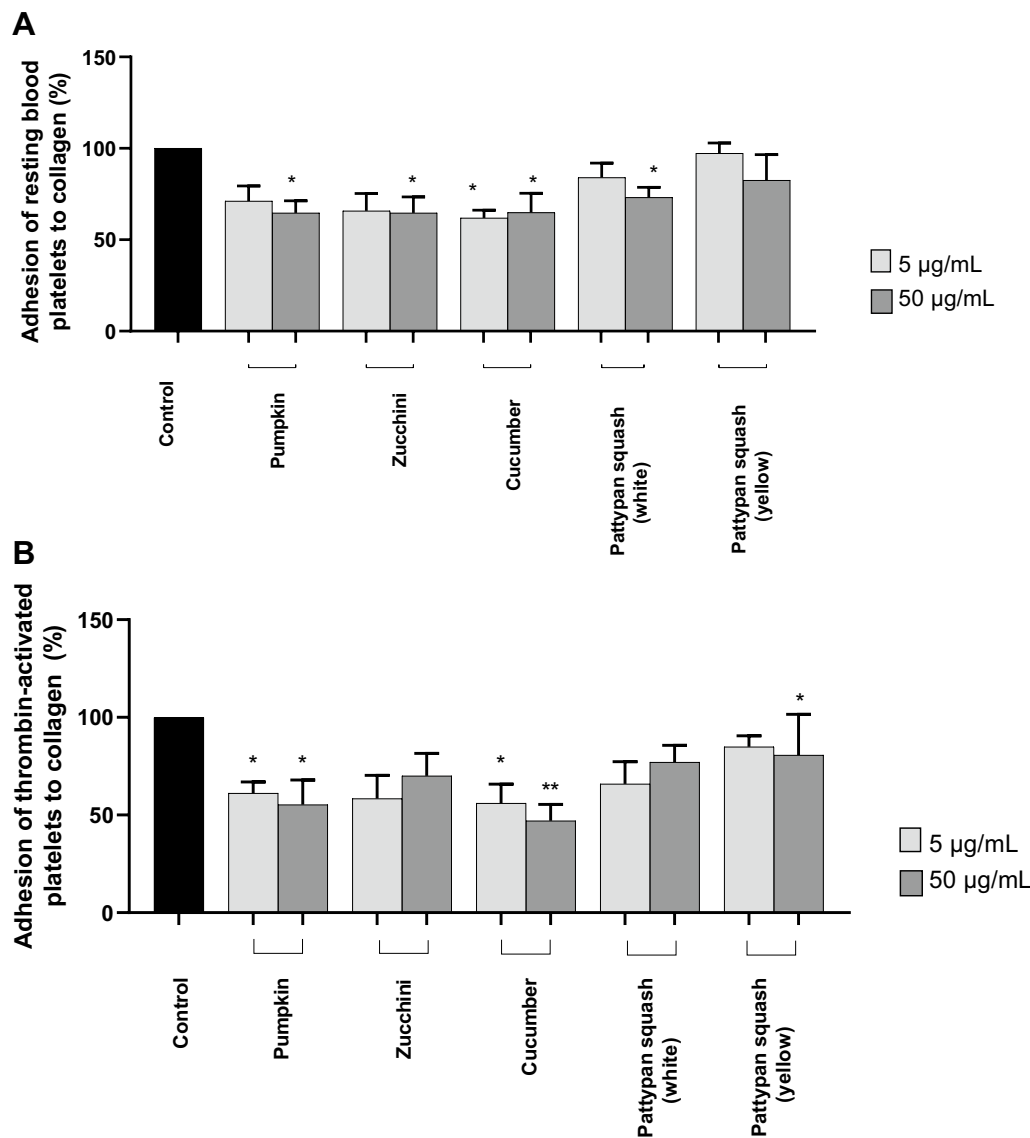 A
Adhesion of resting blood
platelets to collagen (%)
150
100
50
0
*
*
*
*
*
5 µg/mL
50 µg/mL
Control
Pumpkin
Zucchini
Cucumber
Pattypan squash
(white)
Pattypan squash
(yellow)
B
Adhesion of thrombin-activated
platelets to collagen (%)
150
100
50
0
*
*
*
**
*
5 µg/mL
50 µg/mL
Control
Pumpkin
Zucchini
Cucumber
Pattypan squash
(white)
Pattypan squash
(yellow)